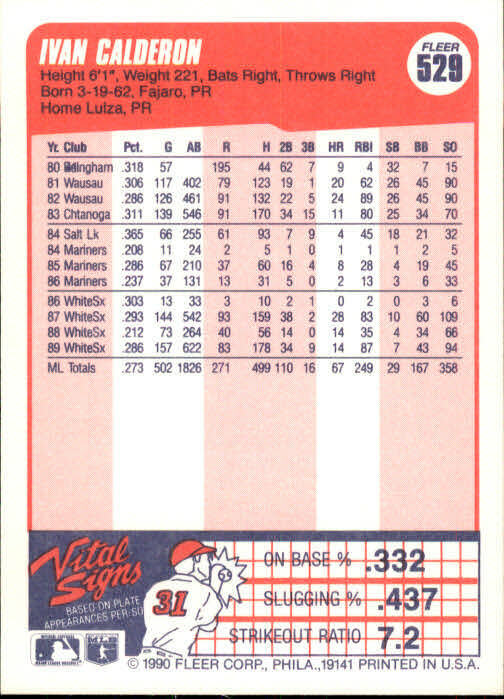 IVAN CALDERON
FLEER
529
Height 6'1", Weight 221, Bats Right, Throws Right
Born 3-19-62, Fajaro, PR
Home Luiza, PR
Yr. Club Pct. G AB R H 2B 3B HR RBI SB BB SO
80 .318 57 195 44 62 7 9 4 32 7 15
81 Wausau .306 117 402 79 123 19 1 20 62 26 45 90
82 Wausau .286 126 461 91 132 22 5 24 89 26 45 90
83 Chtanoga .311 139 546 91 170 34 15 11 80 25 34 70
84 Salt Lk .365 66 255 61 93 7 9 4 45 18 21 32
84 Mariners .208 11 24 2 5 1 0 1 1 1 2 5
85 Mariners .286 67 210 37 60 16 4 8 28 4 19 45
86 Mariners .237 37 131 13 31 5 0 2 13 3 6 33
86 WhiteSx .303 13 33 3 10 2 1 0 2 0 3 6
87 WhiteSx .293 144 542 93 159 38 2 28 83 10 60 109
88 WhiteSx .212 73 264 40 56 14 0 14 35 4 34 66
89 WhiteSx .286 157 622 83 178 34 9 14 87 7 43 94
ML Totals .273 502 1826 271 499 110 16 67 249 29 167 358
Vital Signs
BASED ON PLATE
APPEARANCES PER SO
31
ON BASE % .332
SLUGGING % .437
STRIKEOUT RATIO 7.2
© 1990 FLEER CORP., PHILA., 19141 PRINTED IN U.S.A.